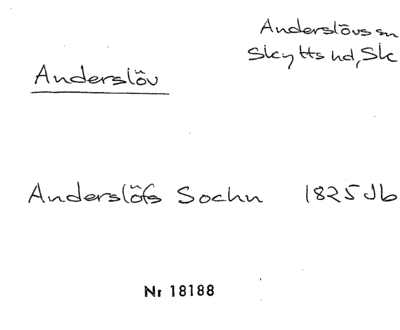 Anderslöv
Anderslövs sn
Skytts hd, Sk
Anderslöfs Sochn 1825 Jb
Nr 18188